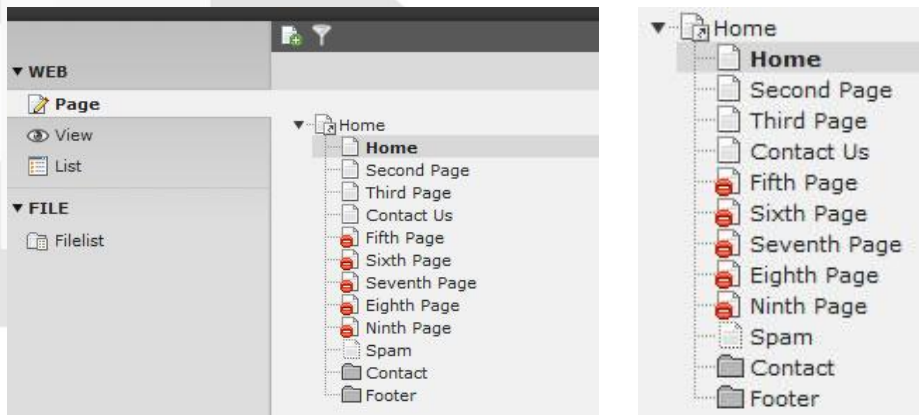 WEB
Page
View
List
FILE
Filelist
Home
Home
Second Page
Third Page
Contact Us
Fifth Page
Sixth Page
Seventh Page
Eighth Page
Ninth Page
Spam
Contact
Footer
Home
Home
Second Page
Third Page
Contact Us
Fifth Page
Sixth Page
Seventh Page
Eighth Page
Ninth Page
Spam
Contact
Footer